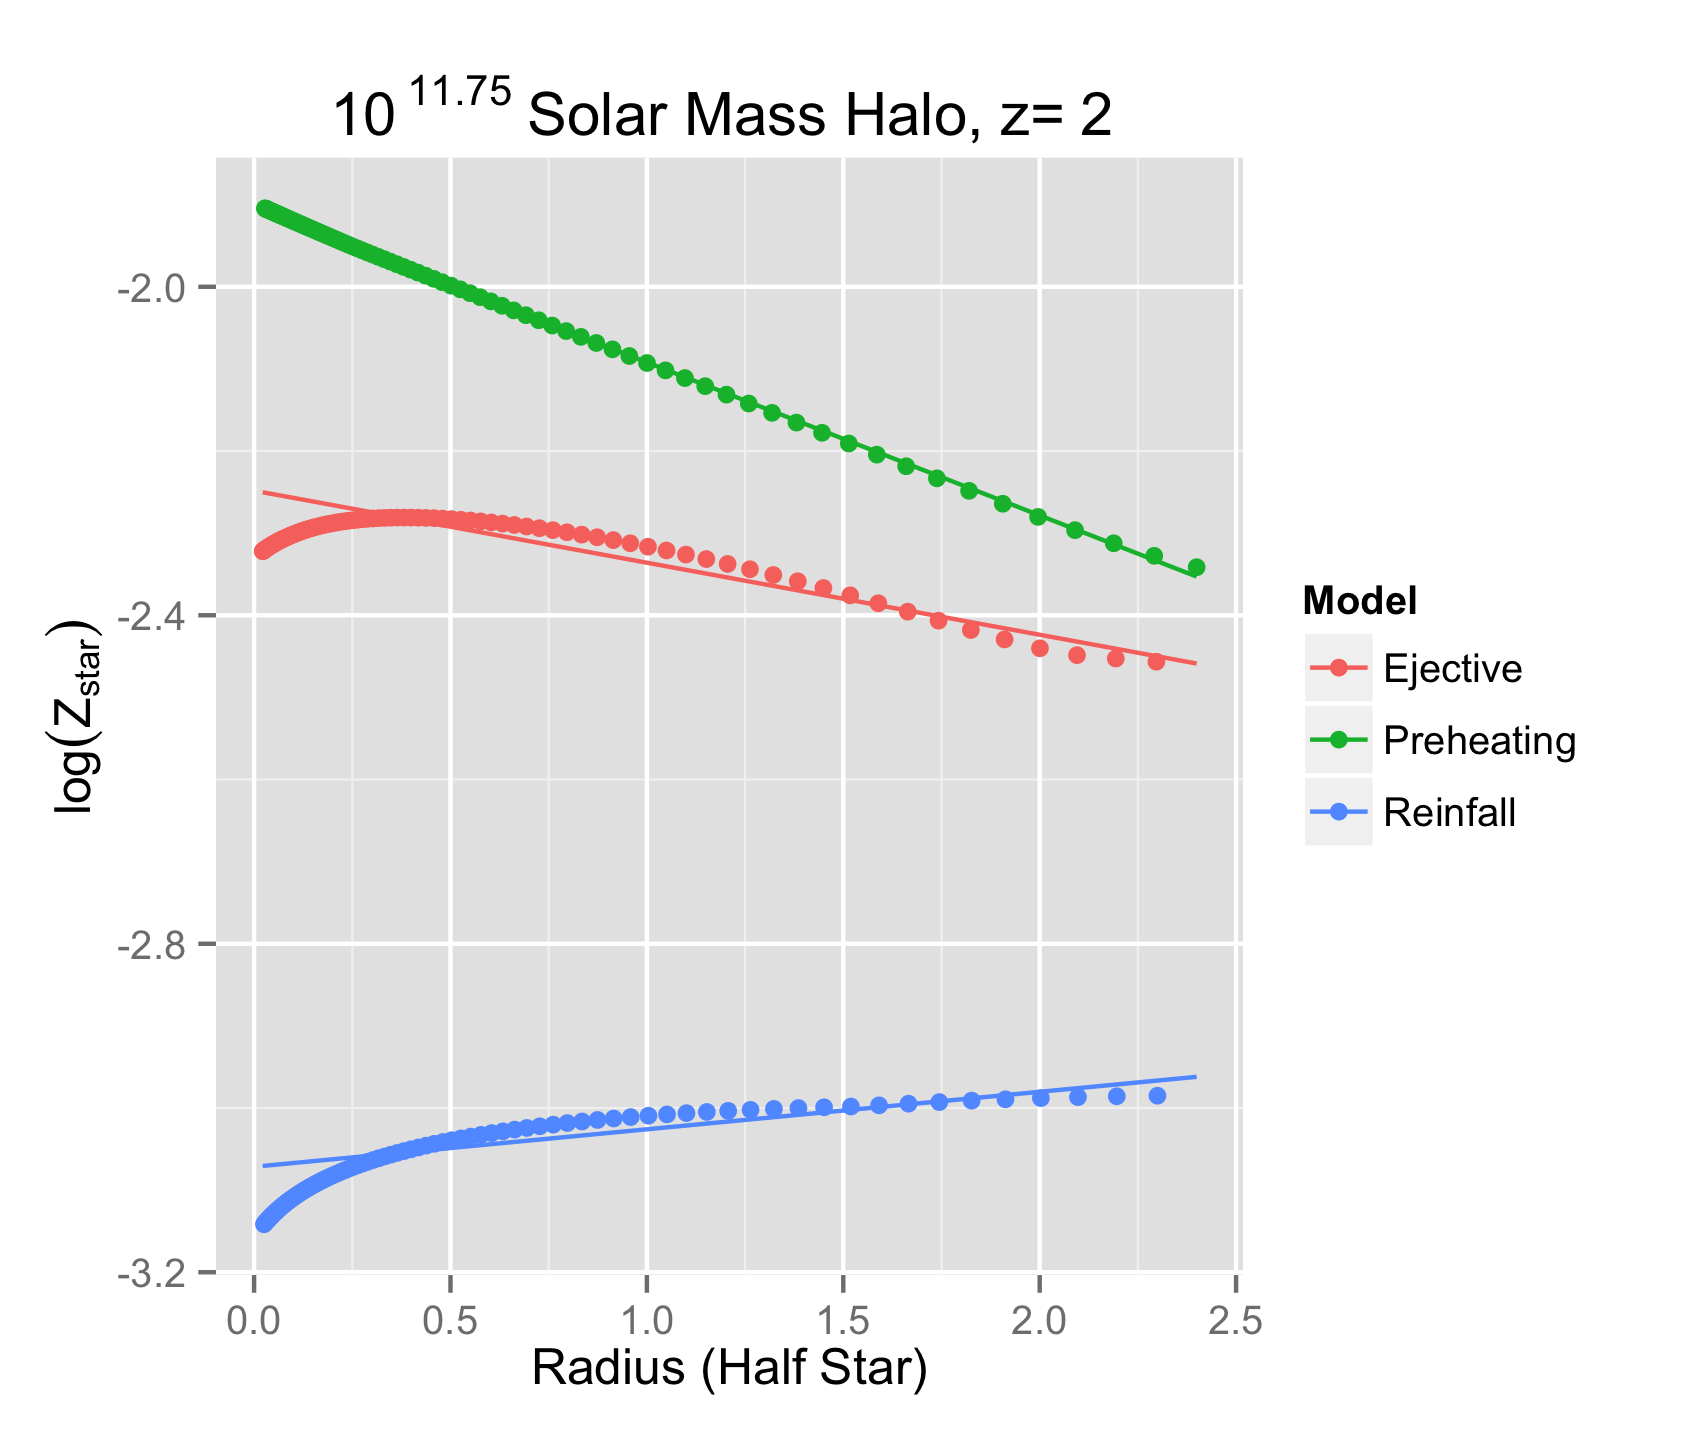 10 11.75 Solar Mass Halo, z= 2
-2.0
-2.4
-2.8
-3.2
log(Zstar)
0.0 0.5 1.0 1.5 2.0 2.5
Radius (Half Star)
Model
Ejective
Preheating
Reinfall